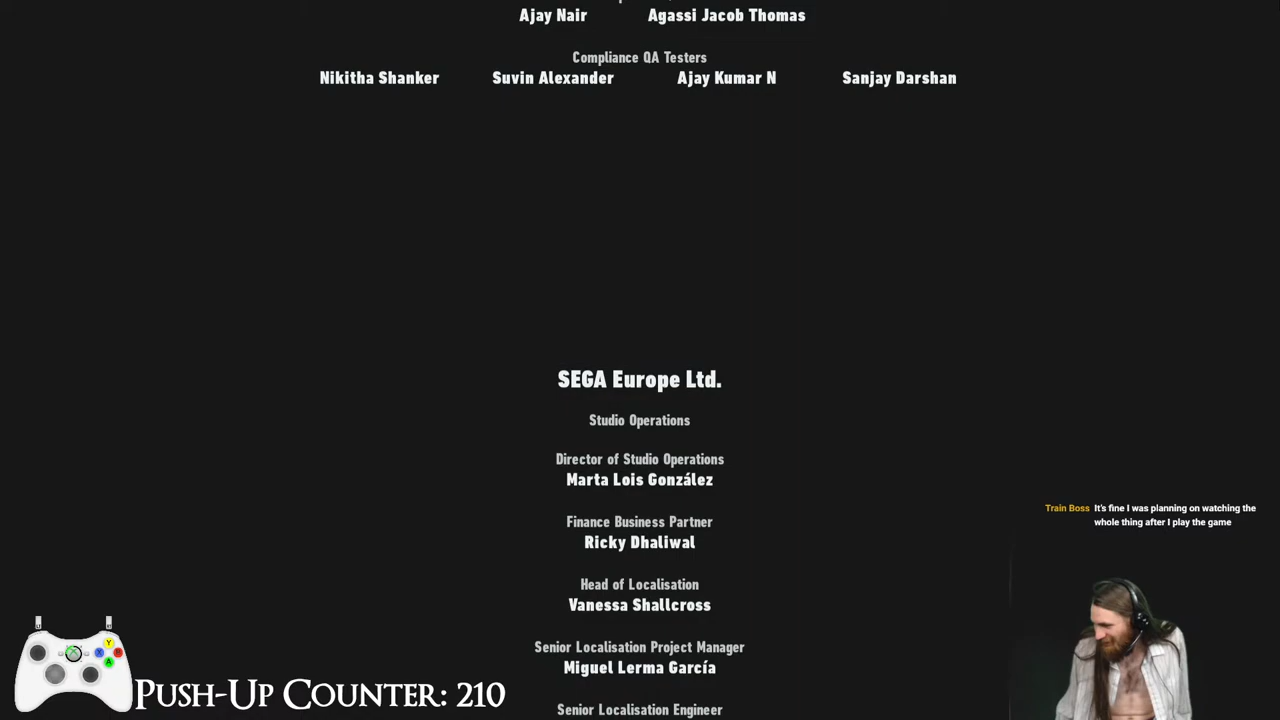 Ajay Nair Agassi Jacob Thomas
Compliance QA Testers
Nikitha Shanker Suvin Alexander Ajay Kumar N Sanjay Darshan
SEGA Europe Ltd.
Studio Operations
Director of Studio Operations
Marta Lois González
Finance Business Partner
Ricky Dhaliwal
Head of Localisation
Vanessa Shallcross
Senior Localisation Project Manager
Miguel Lerma García
Senior Localisation Engineer
Train Boss It's fine I was planning on watching the
whole thing after I play the game
Y
X B
A
Push-Up Counter: 210